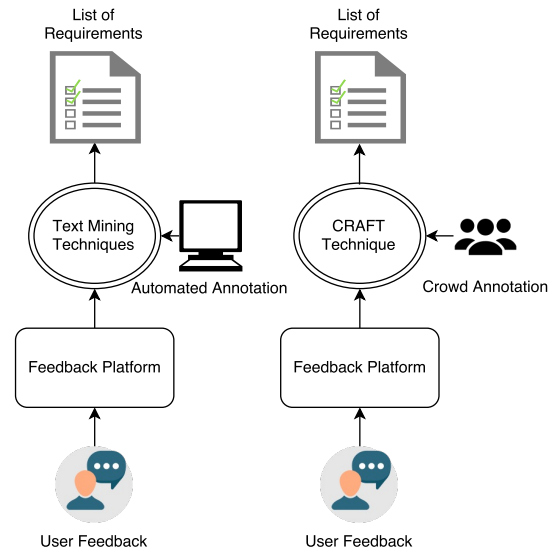 List of
Requirements
List of
Requirements
Text Mining
Techniques
CRAFT
Technique
Automated Annotation
Crowd Annotation
Feedback Platform
Feedback Platform
User Feedback
User Feedback